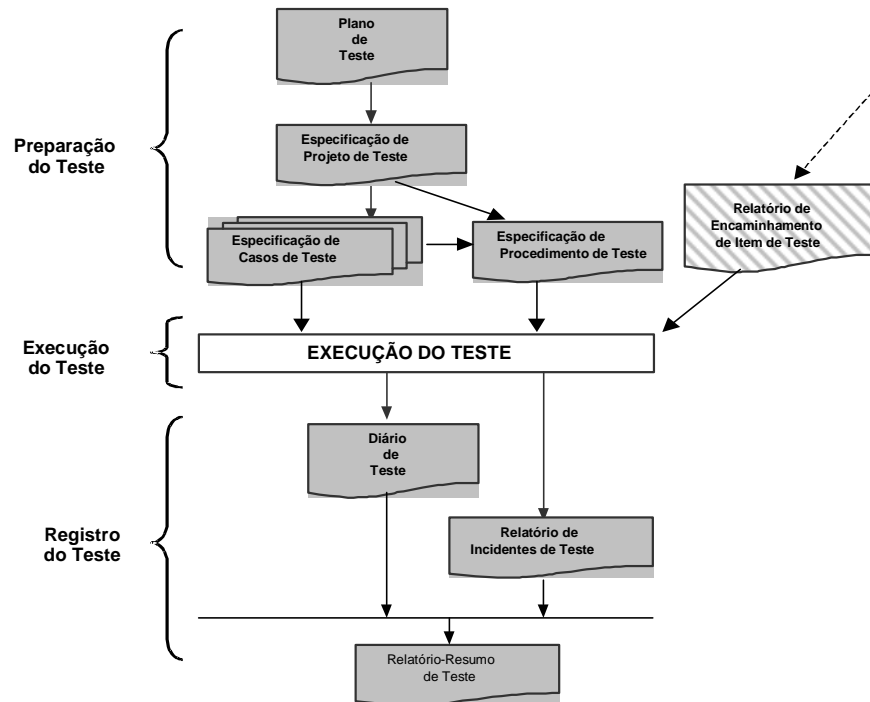 Plano
de
Teste
Preparação
do Teste
Especificação de
Projeto de Teste
Especificação de
Casos de Teste
Especificação de
Procedimento de Teste
Relatório de
Encaminhamento
de Item de Teste
Execução
do Teste
EXECUÇÃO DO TESTE
Registro
do Teste
Diário
de
Teste
Relatório de
Incidentes de Teste
Relatório-Resumo
de Teste